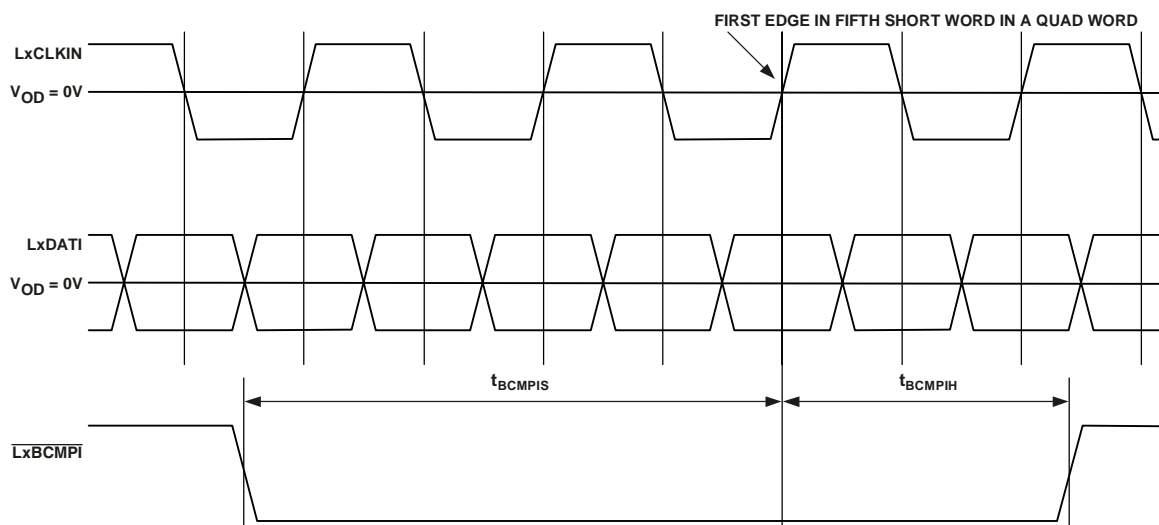 FIRST EDGE IN FIFTH SHORT WORD IN A QUAD WORD
LxCLKIN
VOD = 0V
LxDATI
VOD = 0V
tBCMPIS
tBCMPIH
LxBCMPI